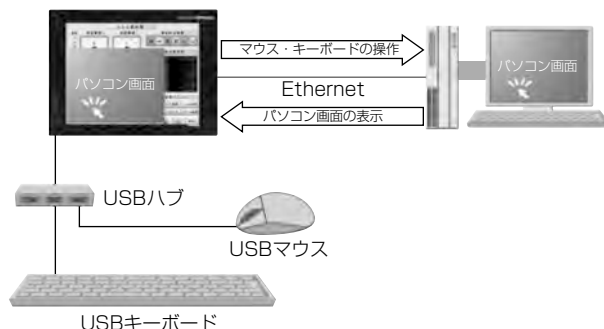 マウス・キーボードの操作
パソコン画面
パソコン画面
Ethernet
パソコン画面の表示
USBハブ
USBマウス
USBキーボード